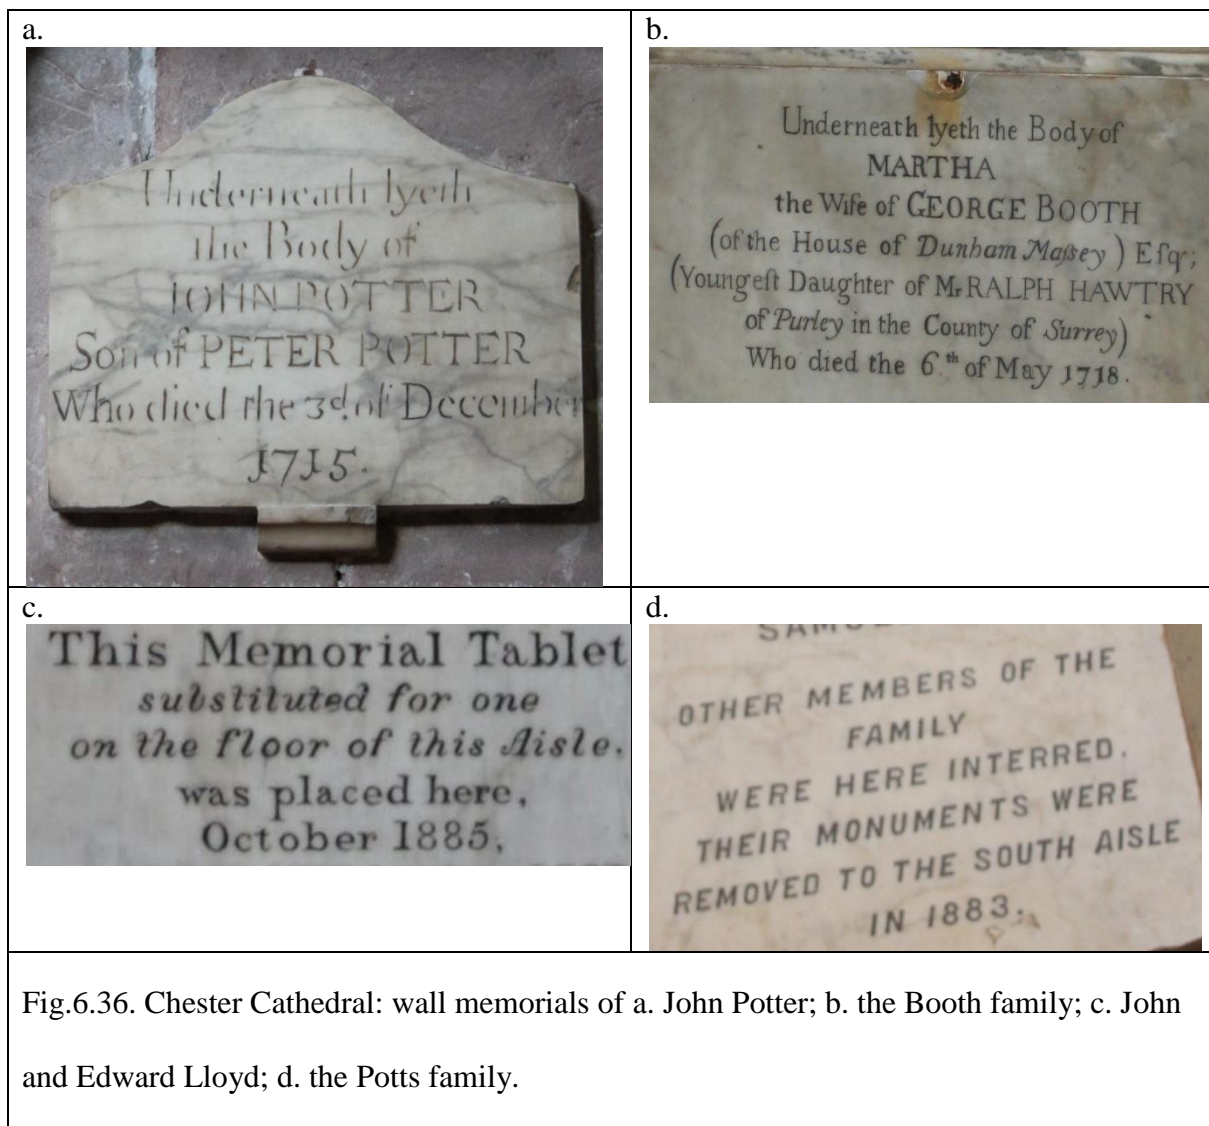 a.
Underneath lyeth
the Body of
IOHN POTTER
Son of PETER POTTER
Who died the 3d. of December
1715.
b.
Underneath lyeth the Body of
MARTHA
the Wife of GEORGE BOOTH
(of the House of Dunham Maſsey) Eſqr;
(Youngeſt Daughter of Mr RALPH HAWTRY
of Purley in the County of Surrey)
Who died the 6.th of May 1718.
c.
This Memorial Tablet
substituted for one
on the floor of this Aisle.
was placed here,
October 1885,
d.
OTHER MEMBERS OF THE
FAMILY
WERE HERE INTERRED.
THEIR MONUMENTS WERE
REMOVED TO THE SOUTH AISLE
IN 1883.
Fig.6.36. Chester Cathedral: wall memorials of a. John Potter; b. the Booth family; c. John
and Edward Lloyd; d. the Potts family.